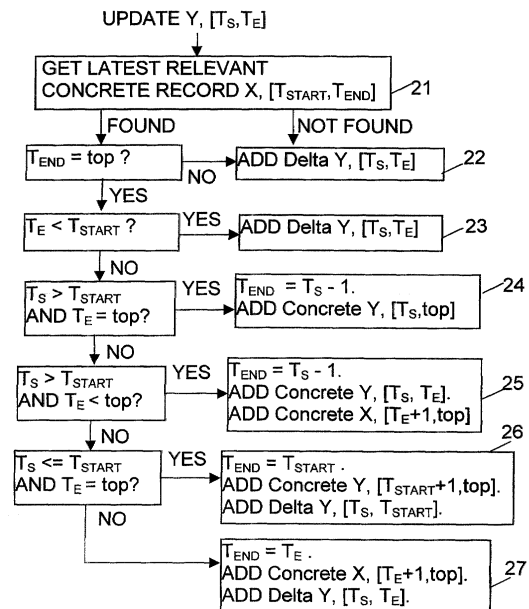 UPDATE Y, [TS,TE]
GET LATEST RELEVANT
CONCRETE RECORD X, [TSTART,TEND]
21
FOUND
NOT FOUND
TEND = top ?
NO
ADD Delta Y, [TS,TE]
22
YES
TE < TSTART ?
YES
ADD Delta Y, [TS,TE]
23
NO
TS > TSTART
AND TE = top?
YES
TEND = TS - 1.
ADD Concrete Y, [TS,top]
24
NO
TS > TSTART
AND TE < top?
YES
TEND = TS - 1.
ADD Concrete Y, [TS, TE].
ADD Concrete X, [TE+1,top]
25
NO
26
TS <= TSTART
AND TE = top?
YES
TEND = TSTART .
ADD Concrete Y, [TSTART+1,top].
ADD Delta Y, [TS, TSTART].
NO
TEND = TE .
ADD Concrete X, [TE+1,top].
ADD Delta Y, [TS, TE].
27